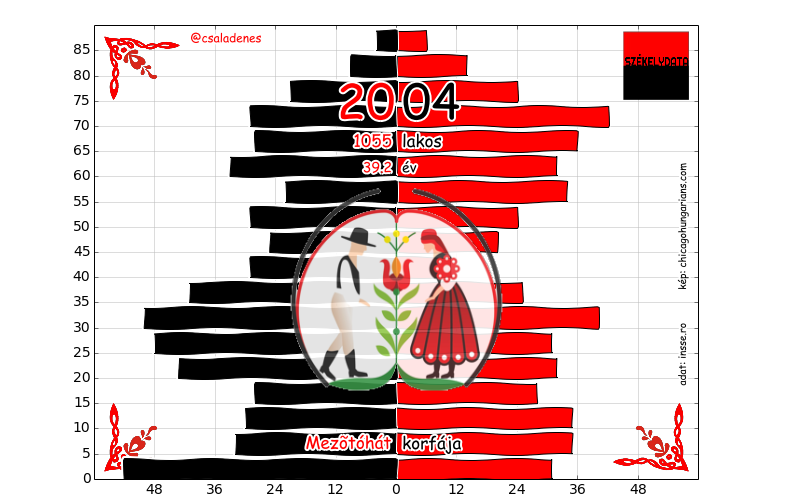 @csaladenes
SZÉKELYDATA
2004
1055 lakos
39.2 év
Mezőtőhát korfája
kép: chicagohungarians.com
adat: insse.ro
85
80
75
70
65
60
55
50
45
40
35
30
25
20
15
10
5
0
48 36 24 12 0 12 24 36 48